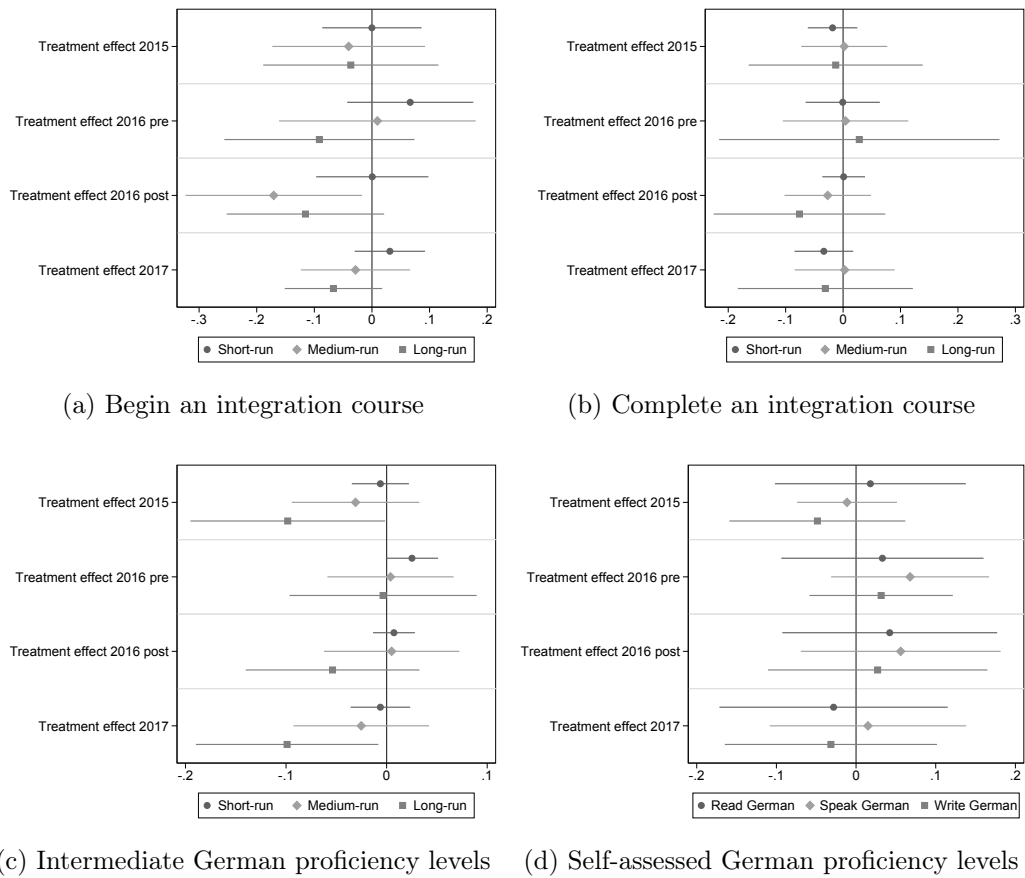 Treatment effect 2015
Treatment effect 2016 pre
Treatment effect 2016 post
Treatment effect 2017
-.3 -.2 -.1 0 .1 .2
Short-run Medium-run Long-run
(a) Begin an integration course
Treatment effect 2015
Treatment effect 2016 pre
Treatment effect 2016 post
Treatment effect 2017
-.2 -.1 0 .1 .2 .3
Short-run Medium-run Long-run
(b) Complete an integration course
Treatment effect 2015
Treatment effect 2016 pre
Treatment effect 2016 post
Treatment effect 2017
-.2 -.1 0 .1
Short-run Medium-run Long-run
(c) Intermediate German proficiency levels
Treatment effect 2015
Treatment effect 2016 pre
Treatment effect 2016 post
Treatment effect 2017
-.2 -.1 0 .1 .2
Read German Speak German Write German
(d) Self-assessed German proficiency levels